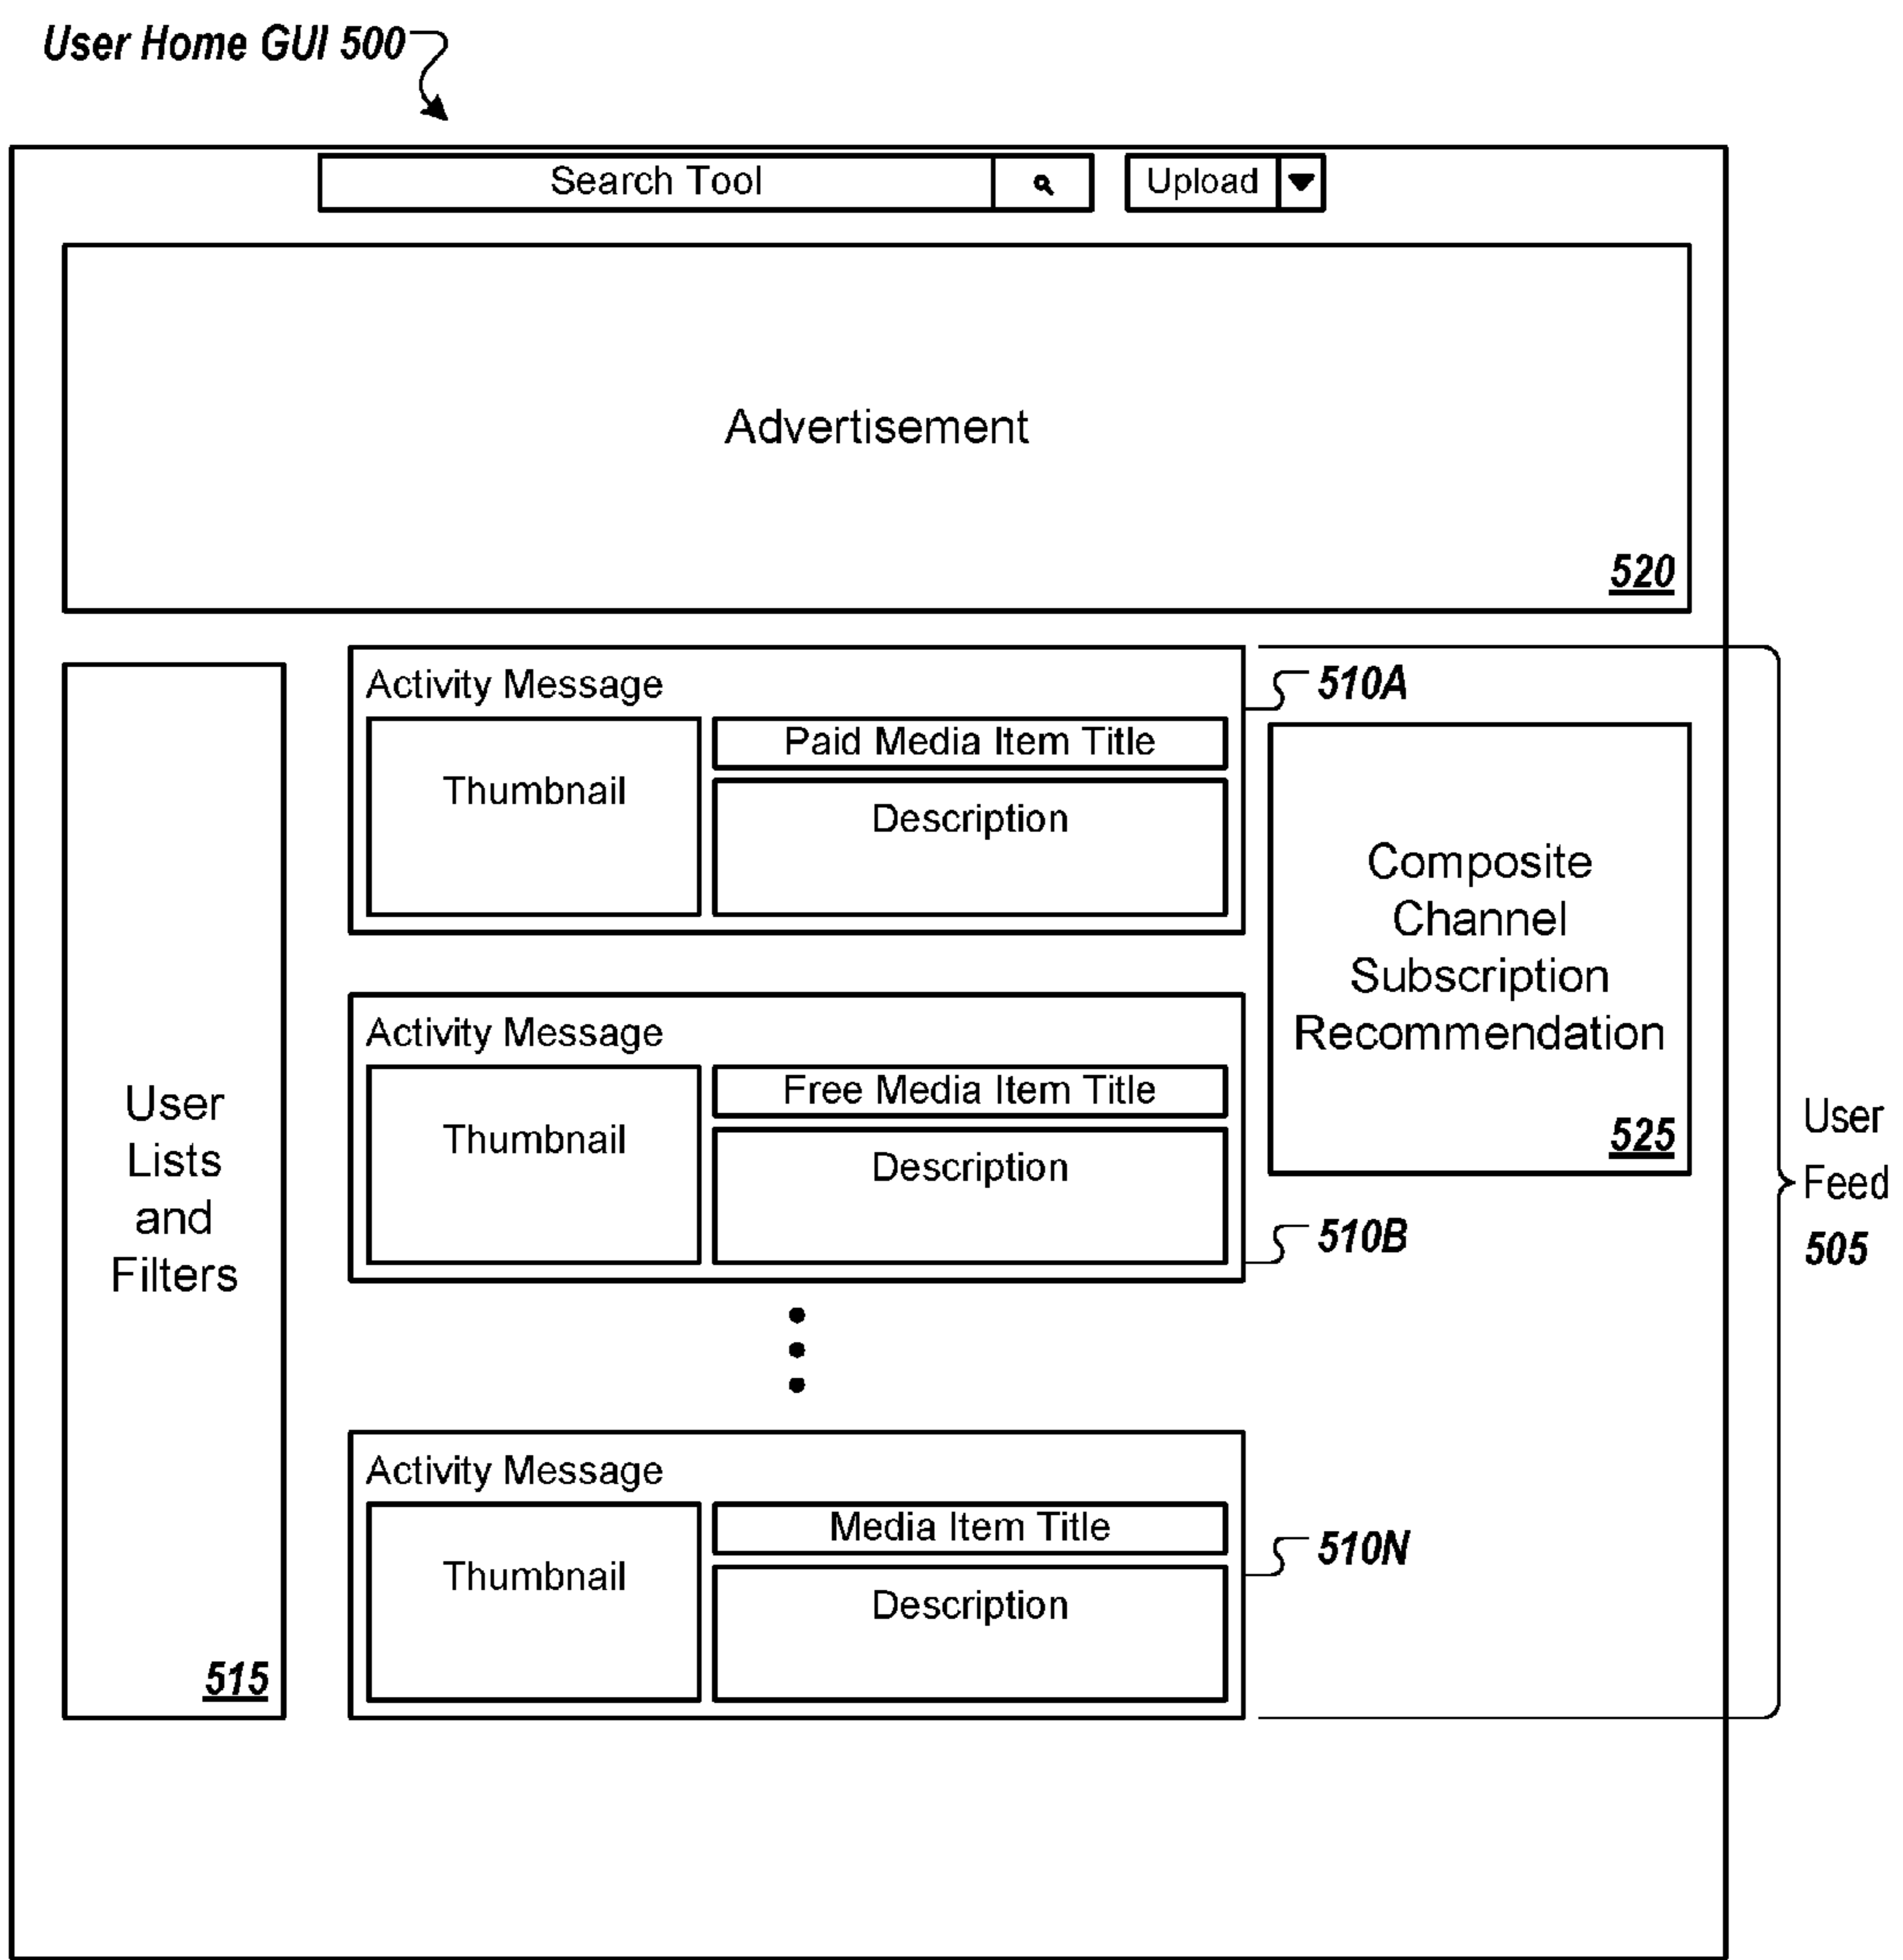 User Home GUI 500
Search Tool
Upload
Advertisement
520
User
Lists
and
Filters
515
Activity Message
Thumbnail
Paid Media Item Title
Description
510A
Activity Message
Thumbnail
Free Media Item Title
Description
510B
Activity Message
Thumbnail
Media Item Title
Description
510N
Composite
Channel
Subscription
Recommendation
525
User
Feed
505